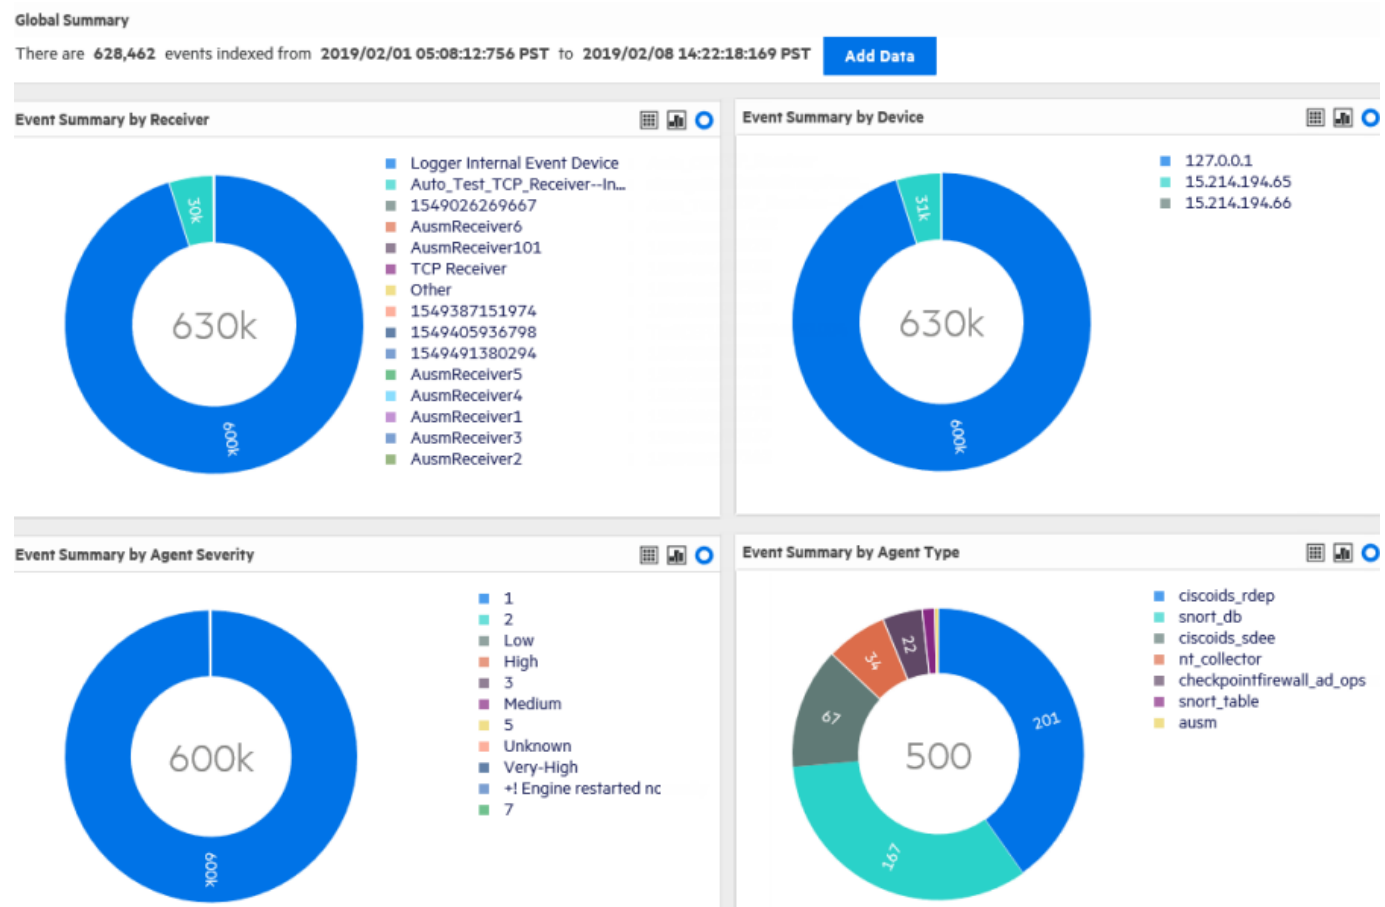 Global Summary
There are 628,462 events indexed from 2019/02/01 05:08:12:756 PST to 2019/02/08 14:22:18:169 PST Add Data
Event Summary by Receiver
30k
630k
600k
Logger Internal Event Device
Auto_Test_TCP_Receiver--In...
1549026269667
AusmReceiver6
AusmReceiver101
TCP Receiver
Other
1549387151974
1549405936798
1549491380294
AusmReceiver5
AusmReceiver4
AusmReceiver1
AusmReceiver3
AusmReceiver2
Event Summary by Device
31k
630k
600k
127.0.0.1
15.214.194.65
15.214.194.66
Event Summary by Agent Severity
600k
600k
1
2
Low
High
3
Medium
5
Unknown
Very-High
+! Engine restarted nc
7
Event Summary by Agent Type
22
34
67
201
500
167
ciscoids_rdep
snort_db
ciscoids_sdee
nt_collector
checkpointfirewall_ad_ops
snort_table
ausm